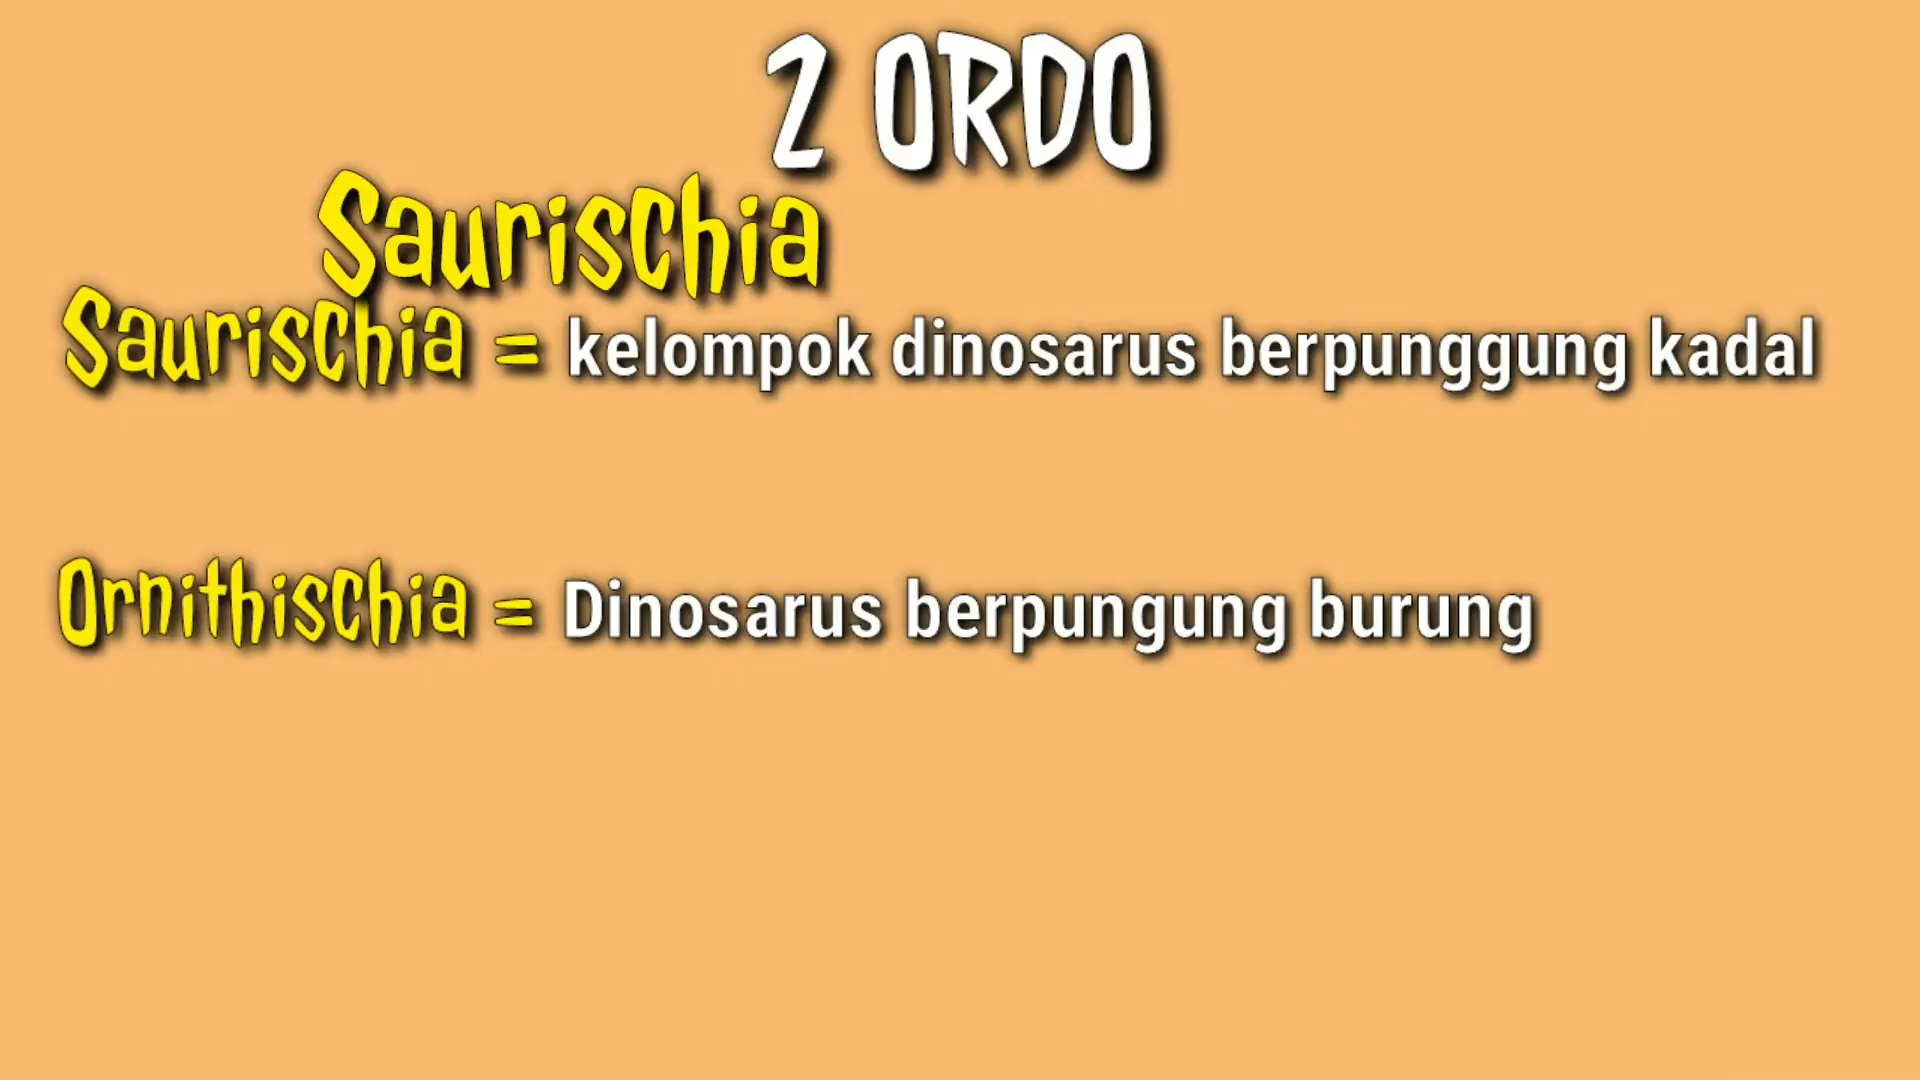 2 ORDO
Saurischia
Saurischia = kelompok dinosarus berpunggung kadal
Ornithischia = Dinosarus berpungung burung